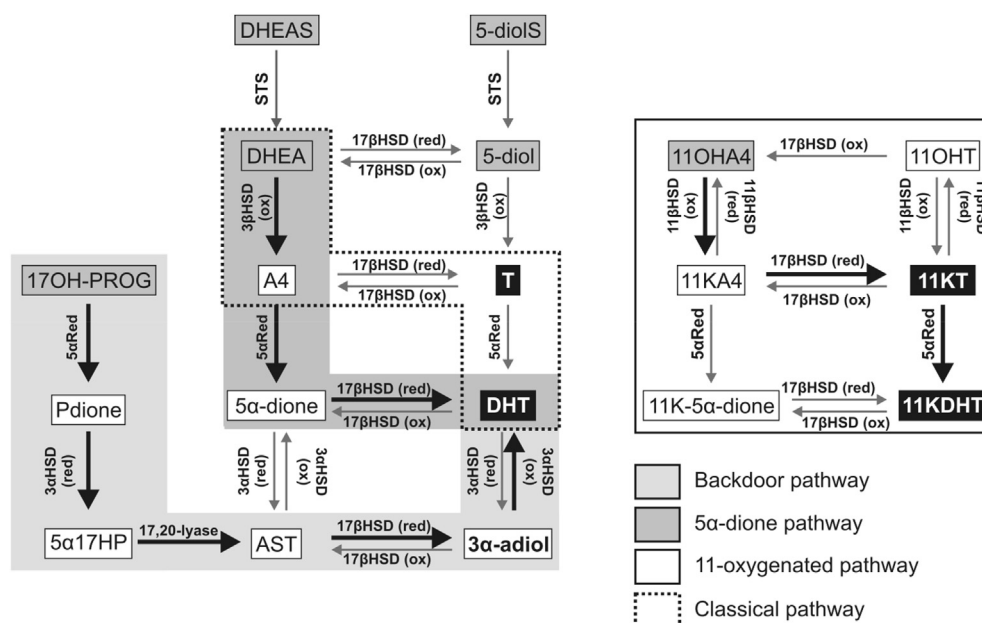 DHEAS
5-diolS
STS
STS
DHEA
17βHSD (red)
17βHSD (ox)
5-diol
3βHSD
(ox)
3βHSD
(ox)
17OH-PROG
A4
17βHSD (red)
17βHSD (ox)
T
5αRed
5αRed
5αRed
Pdione
5α-dione
17βHSD (red)
17βHSD (ox)
DHT
3αHSD
(red)
3αHSD
(red)
3αHSD
(ox)
3αHSD
(red)
3αHSD
(ox)
5α17HP
17,20-lyase
AST
17βHSD (red)
17βHSD (ox)
3α-adiol
11OHA4
17βHSD (ox)
11OHT
11βHSD
(ox)
11βHSD
(red)
11βHSD
(ox)
11βHSD
(red)
11KA4
17βHSD (red)
17βHSD (ox)
11KT
5αRed
5αRed
11K-5α-dione
17βHSD (red)
17βHSD (ox)
11KDHT
Backdoor pathway
5α-dione pathway
11-oxygenated pathway
Classical pathway